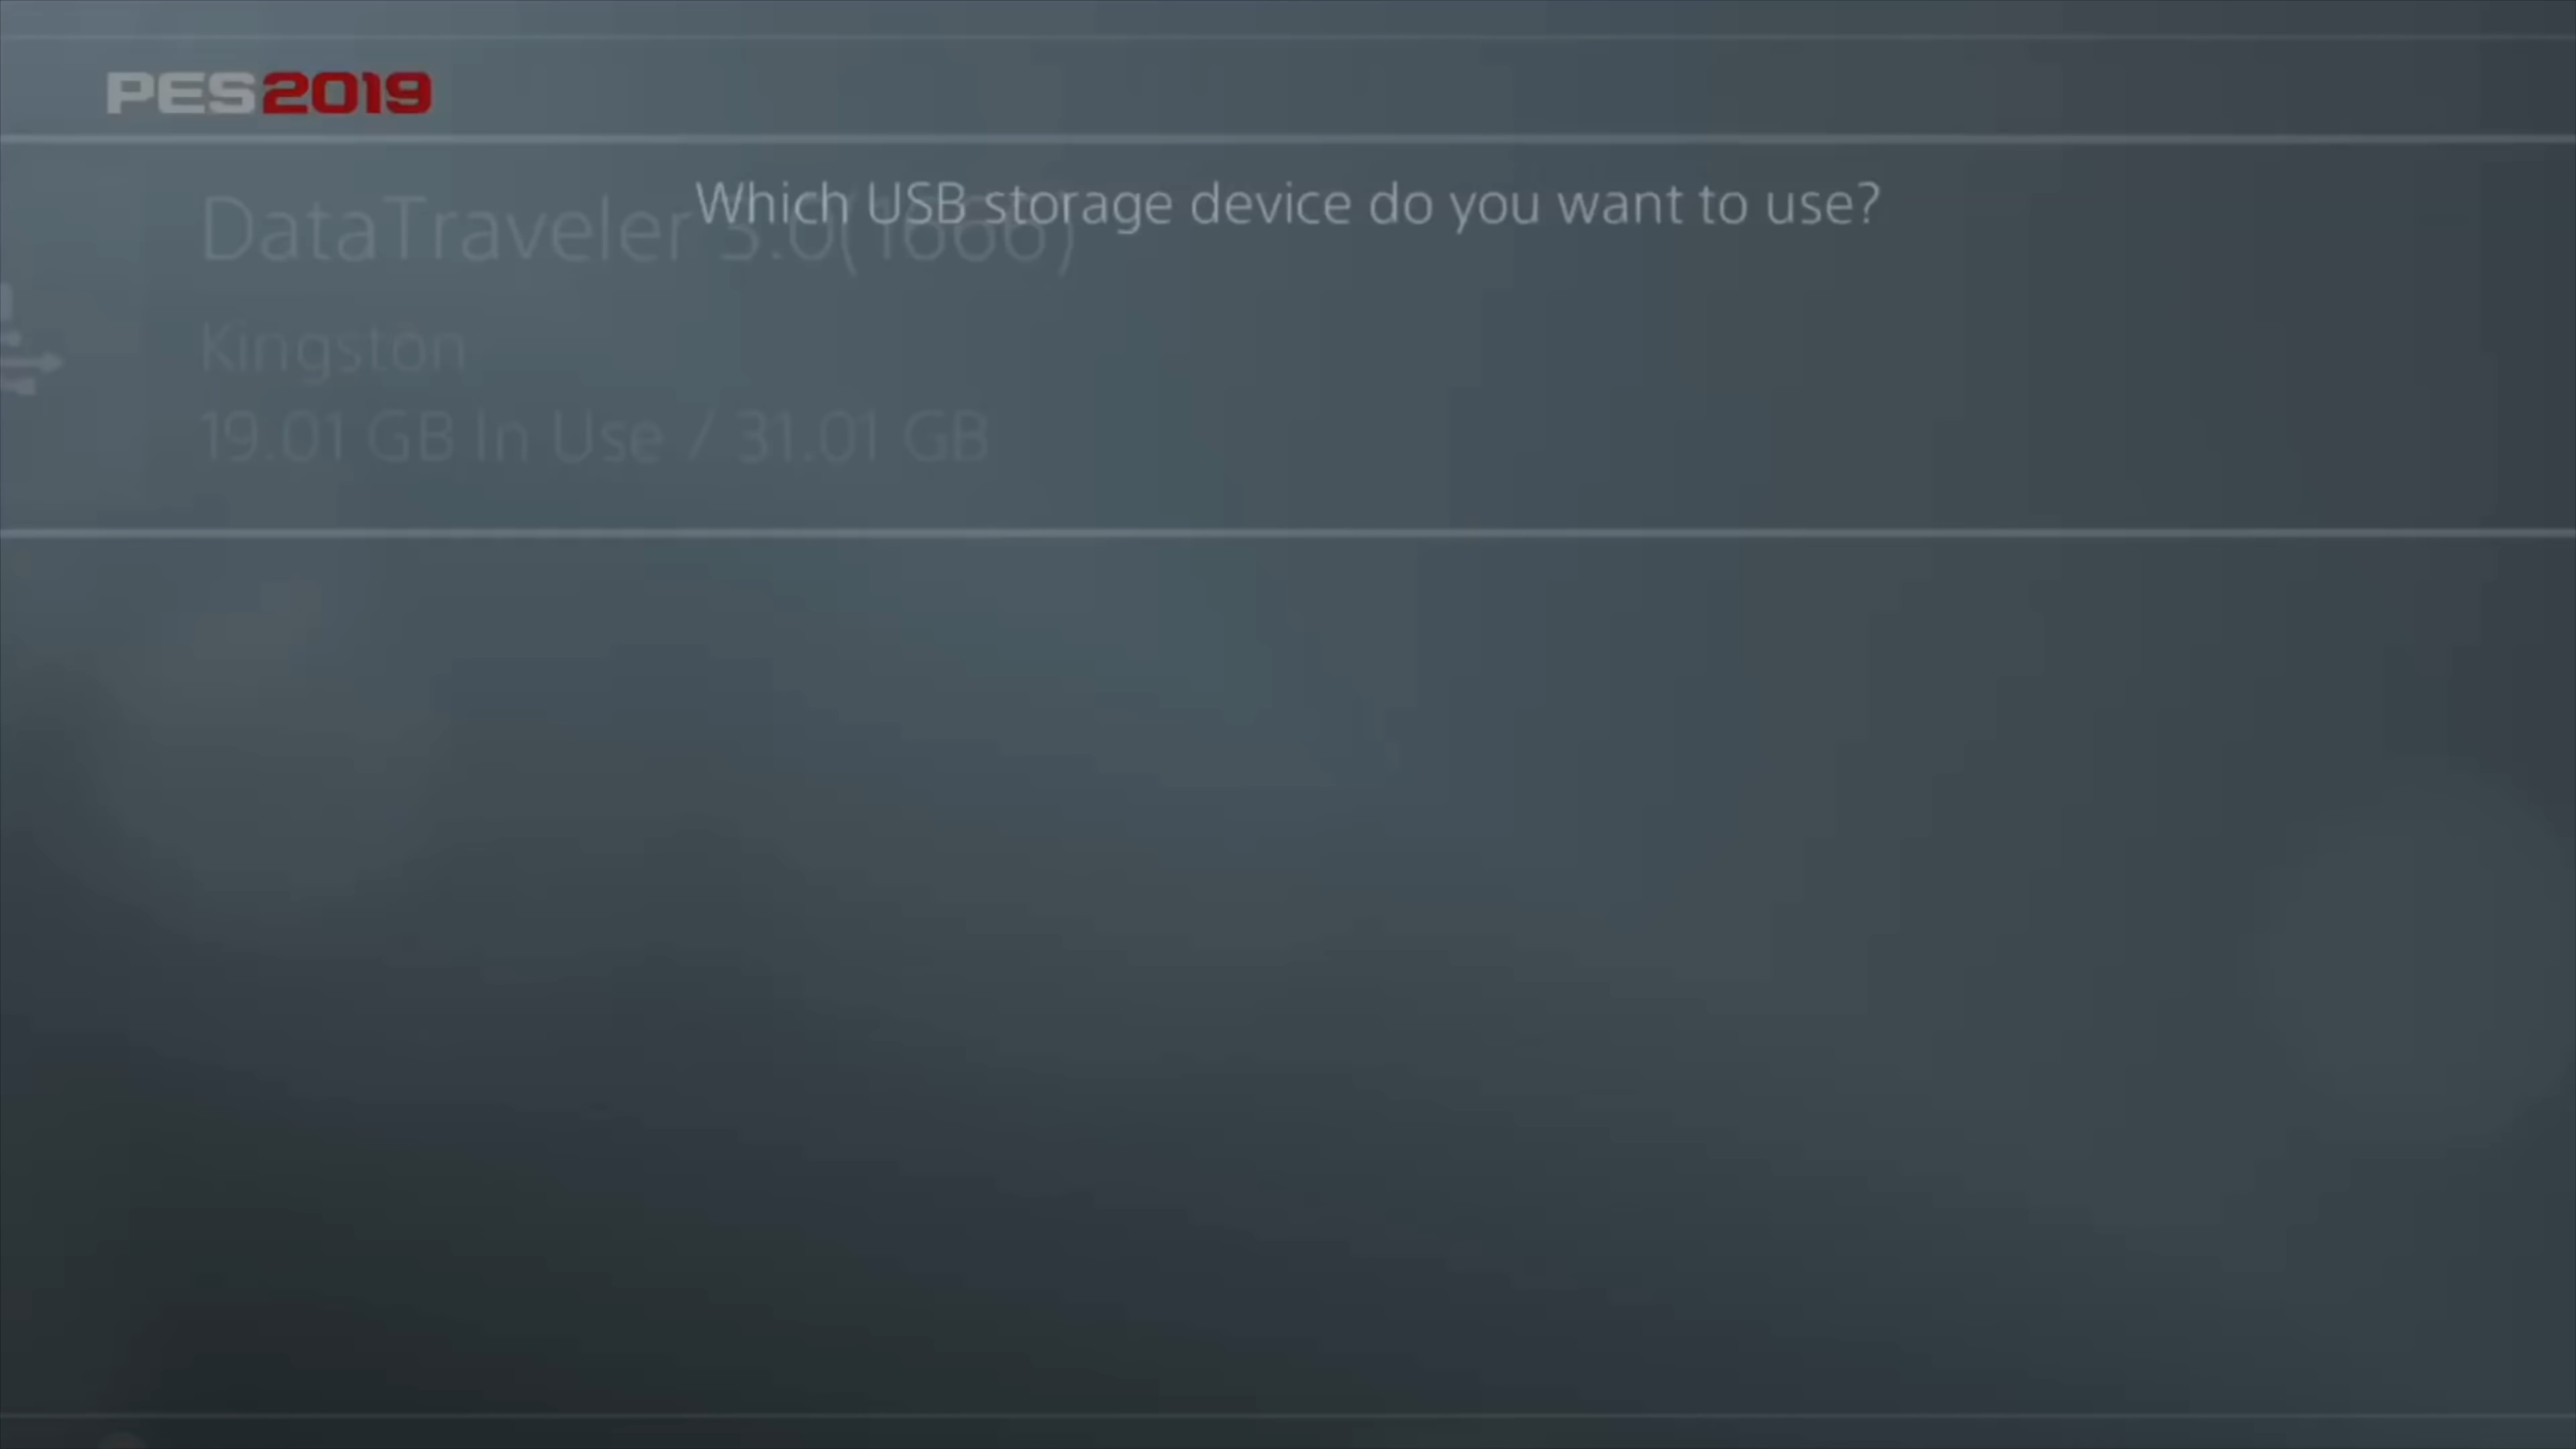 PES2019
Which USB storage device do you want to use?
DataTraveler 3.0(1666)
Kingston
19.01 GB In Use / 31.01 GB